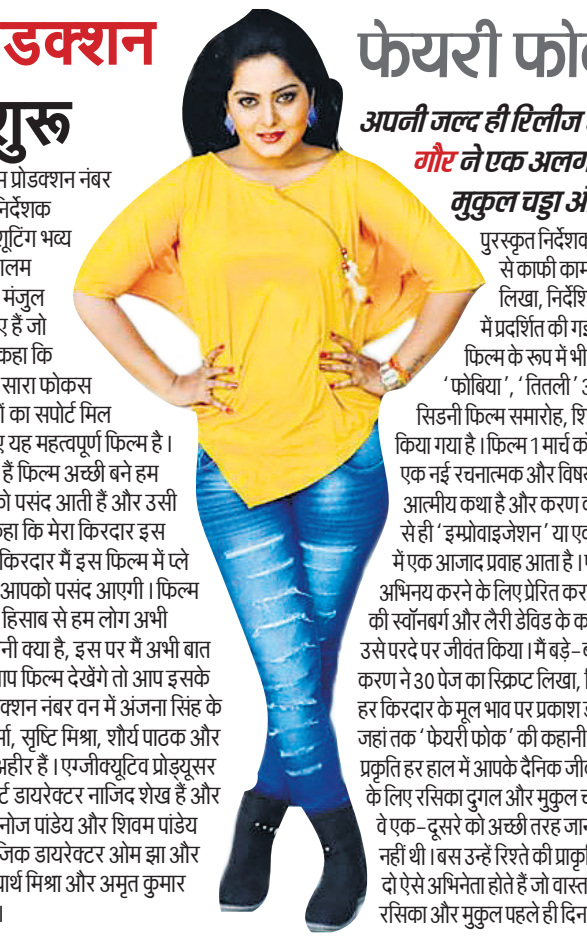 डक्शन
शुरू
म प्रोडक्शन नंबर
नेर्देशक
शूटिंग भव्य
ालम
मंजुल
ए हैं जो
कहा कि
सारा फोकस
ों का सपोर्ट मिल
ए यह महत्वपूर्ण फिल्म है।
हैं फिल्म अच्छी बने हम
को पसंद आती हैं और उसी
कहा कि मेरा किरदार इस
किरदार मैं इस फिल्म में प्ले
आपको पसंद आएगी। फिल्म
हिसाब से हम लोग अभी
नी क्या है, इस पर मैं अभी बात
ाप फिल्म देखेंगे तो आप इसके
क्शन नंबर वन में अंजना सिंह के
र्मा, सृष्टि मिश्रा, शौर्य पाठक और
अहीर हैं। एग्जीक्यूटिव प्रोड्यूसर
र्ट डायरेक्टर नाजिद शेख हैं और
नोज पांडेय और शिवम पांडेय
जिक डायरेक्टर ओम झा और
ार्थ मिश्रा और अमृत कुमार
।
फेयरी फो
अपनी जल्द ही रिलीज
गौर ने एक अलग
मुकुल चड्ढा
पुरस्कृत निर्देशक
से काफी काम
लिखा, निर्देशि
में प्रदर्शित की गई
फिल्म के रूप में भी
'फोबिया', 'तितली'
सिडनी फिल्म समारोह, शि
किया गया है। फिल्म 1 मार्च को
एक नई रचनात्मक और विषय
आत्मीय कथा है और करण
से ही 'इम्प्रोवाइजेशन' या एक
में एक आजाद प्रवाह आता है।
अभिनय करने के लिए प्रेरित कर
की स्वॉनबर्ग और लैरी डेविड के क
उसे परदे पर जीवंत किया। मैं बड़े-ब
करण ने 30 पेज का स्क्रिप्ट लिखा,
हर किरदार के मूल भाव पर प्रकाश
जहां तक 'फेयरी फोक' की कहानी
प्रकृति हर हाल में आपके दैनिक जी
के लिए रसिका दुगल और मुकुल च
वे एक-दूसरे को अच्छी तरह जान
नहीं थी। बस उन्हें रिश्ते की प्राकृ
दो ऐसे अभिनेता होते हैं जो वास्त
रसिका और मुकुल पहले ही दिन